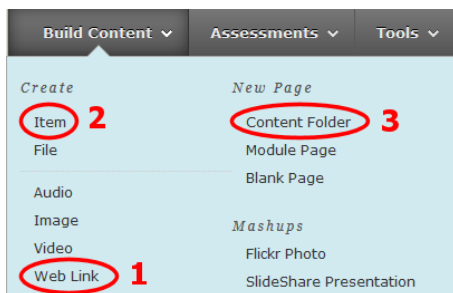 Build Content Assessments Tools
Create
Item 2
File
Audio
Image
Video
Web Link 1
New Page
Content Folder 3
Module Page
Blank Page
Mashups
Flickr Photo
SlideShare Presentation